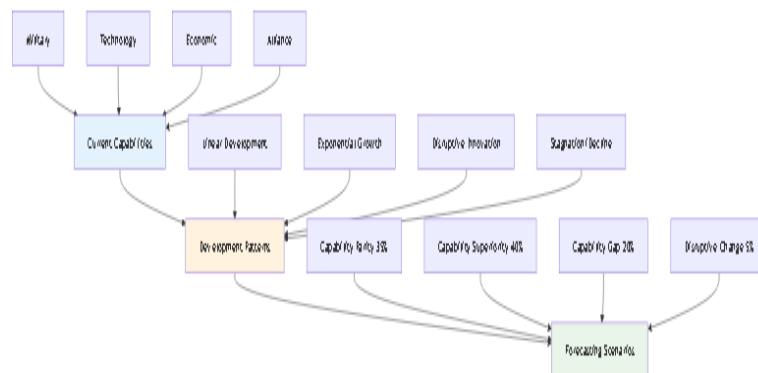 Military
Technology
Economic
Alliance
Current Capabilities
Linear Development
Exponential Growth
Disruptive Innovation
Stagnation/Decline
Development Patterns
Capability Parity 35%
Capability Superiority 40%
Capability Gap 20%
Disruptive Change 5%
Forecasting Scenarios